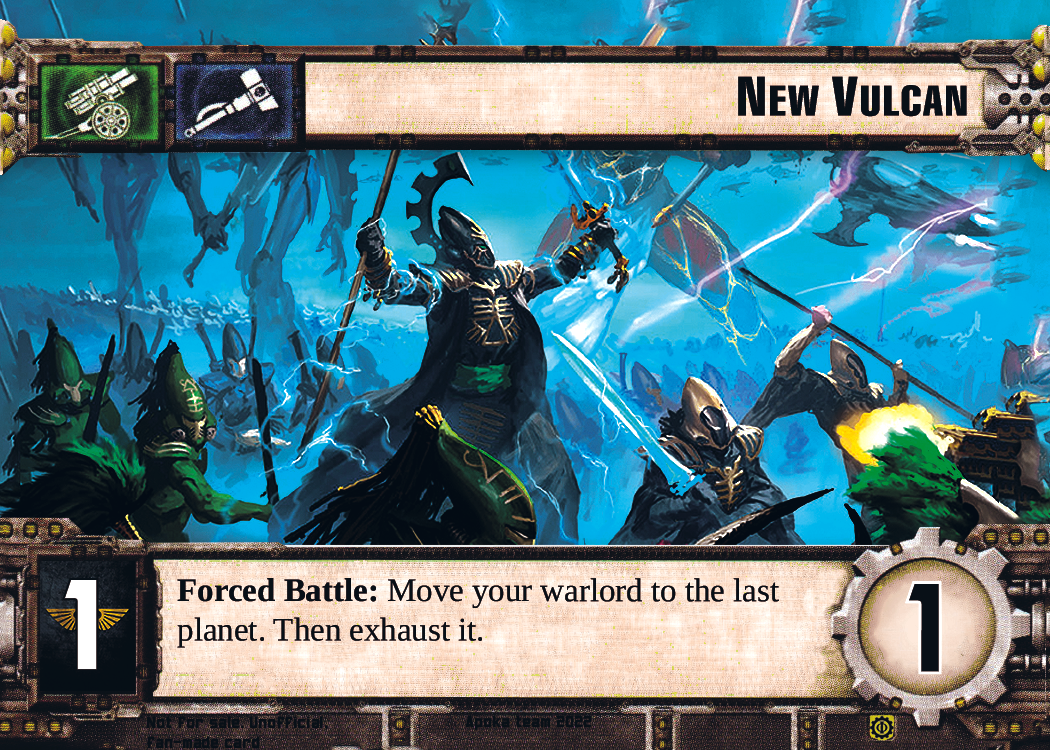 New Vulcan
1
Forced Battle: Move your warlord to the last
planet. Then exhaust it.
1
Not for sale. Unofficial.
Apoka team 2022
Fan-made card